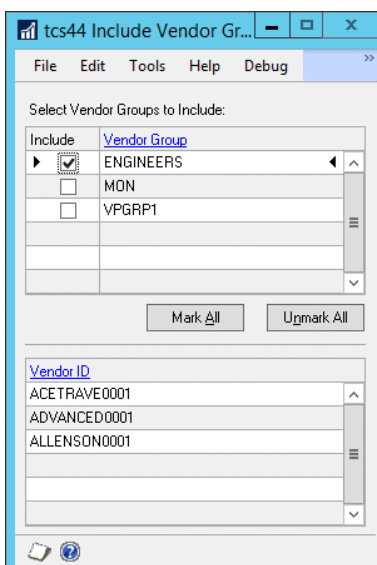 tcs44 Include Vendor Gr...
File Edit Tools Help Debug »
Select Vendor Groups to Include:
Include Vendor Group
ENGINEERS
MON
VPGRP1
Mark All Unmark All
Vendor ID
ACETRAVE0001
ADVANCED0001
ALLENSON0001